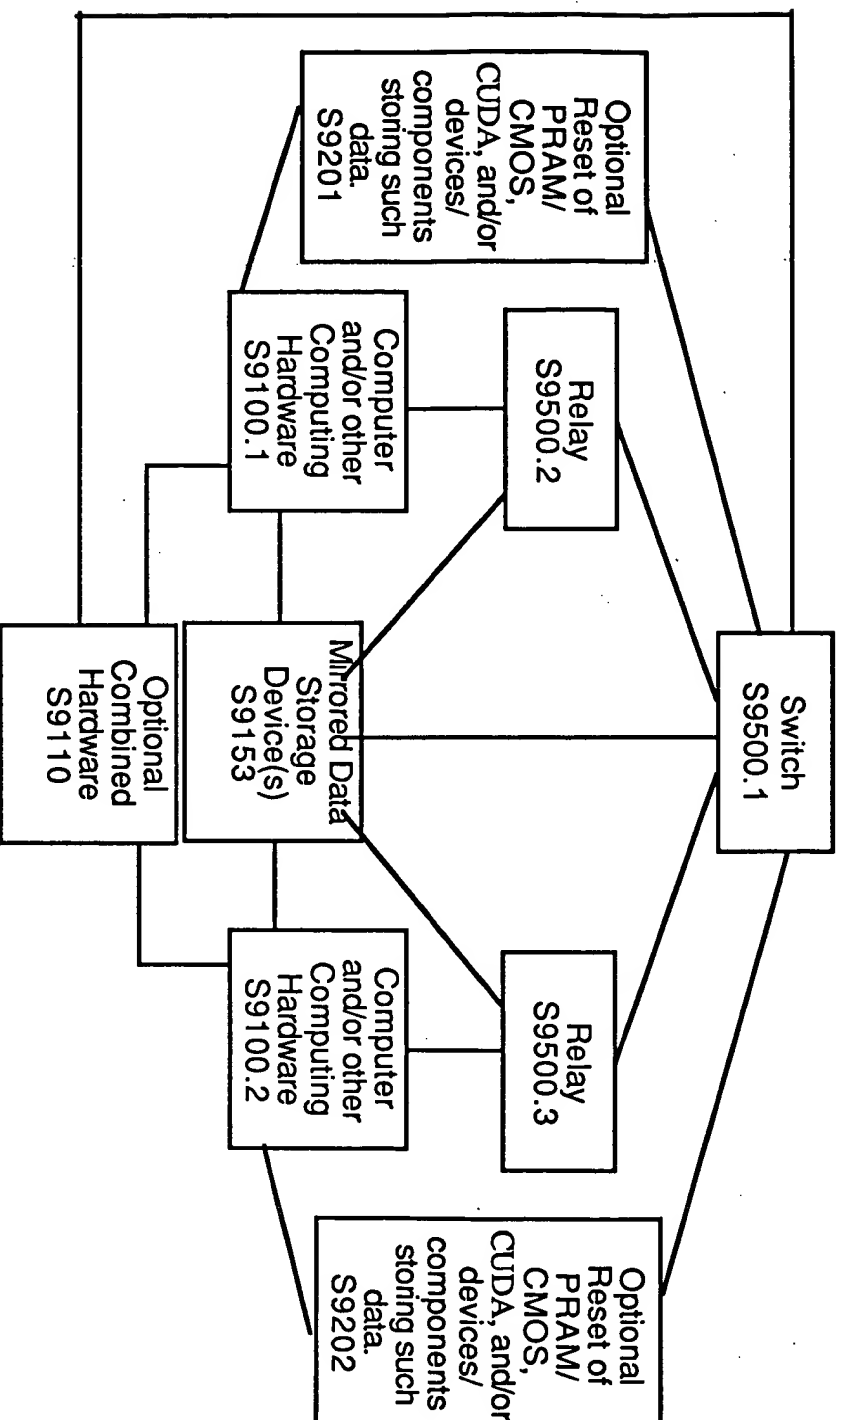 Switch
S9500.1
Optional
Reset of
PRAM/
CMOS,
CUDA, and/or
devices/
components
storing such
data.
S9201
Relay
S9500.2
Relay
S9500.3
Optional
Reset of
PRAM/
CMOS,
CUDA, and/or
devices/
components
storing such
data.
S9202
Computer
and/or other
Computing
Hardware
S9100.1
Mirrored Data
Storage
Device(s)
S9153
Computer
and/or other
Computing
Hardware
S9100.2
Optional
Combined
Hardware
S9110